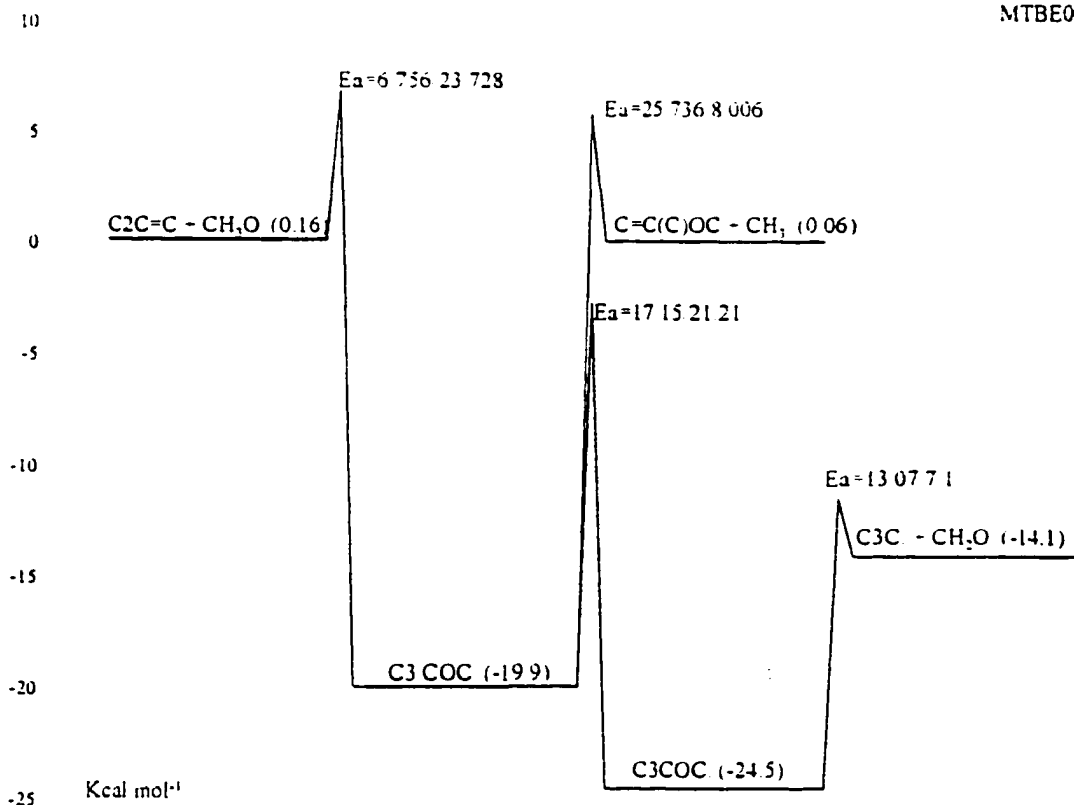 MTBE0
10
Ea=6 756 23 728
Ea=25 736 8 006
5
C2C=C + CH3O (0.16)
C=C(C)OC + CH3 (0 06)
0
Ea=17 15 21 21
-5
-10
Ea=13 07 7 1
C3C. + CH2O (-14.1)
-15
C3 COC (-19 9)
-20
C3COC. (-24.5)
Kcal mol-1
-25